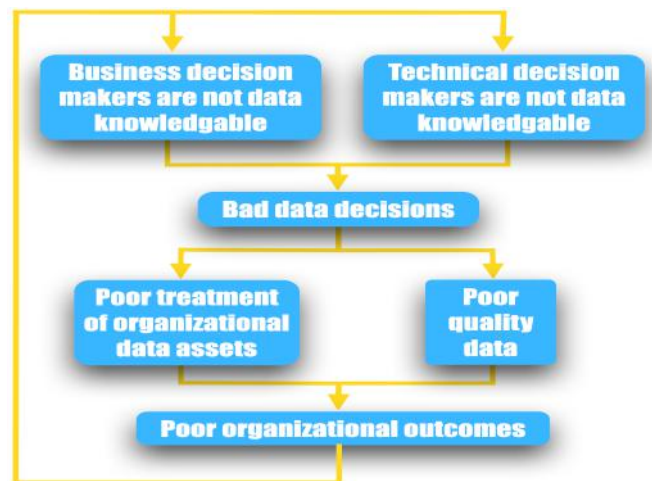 Business decision
makers are not data
knowledgable
Technical decision
makers are not data
knowledgable
Bad data decisions
Poor treatment
of organizational
data assets
Poor
quality
data
Poor organizational outcomes